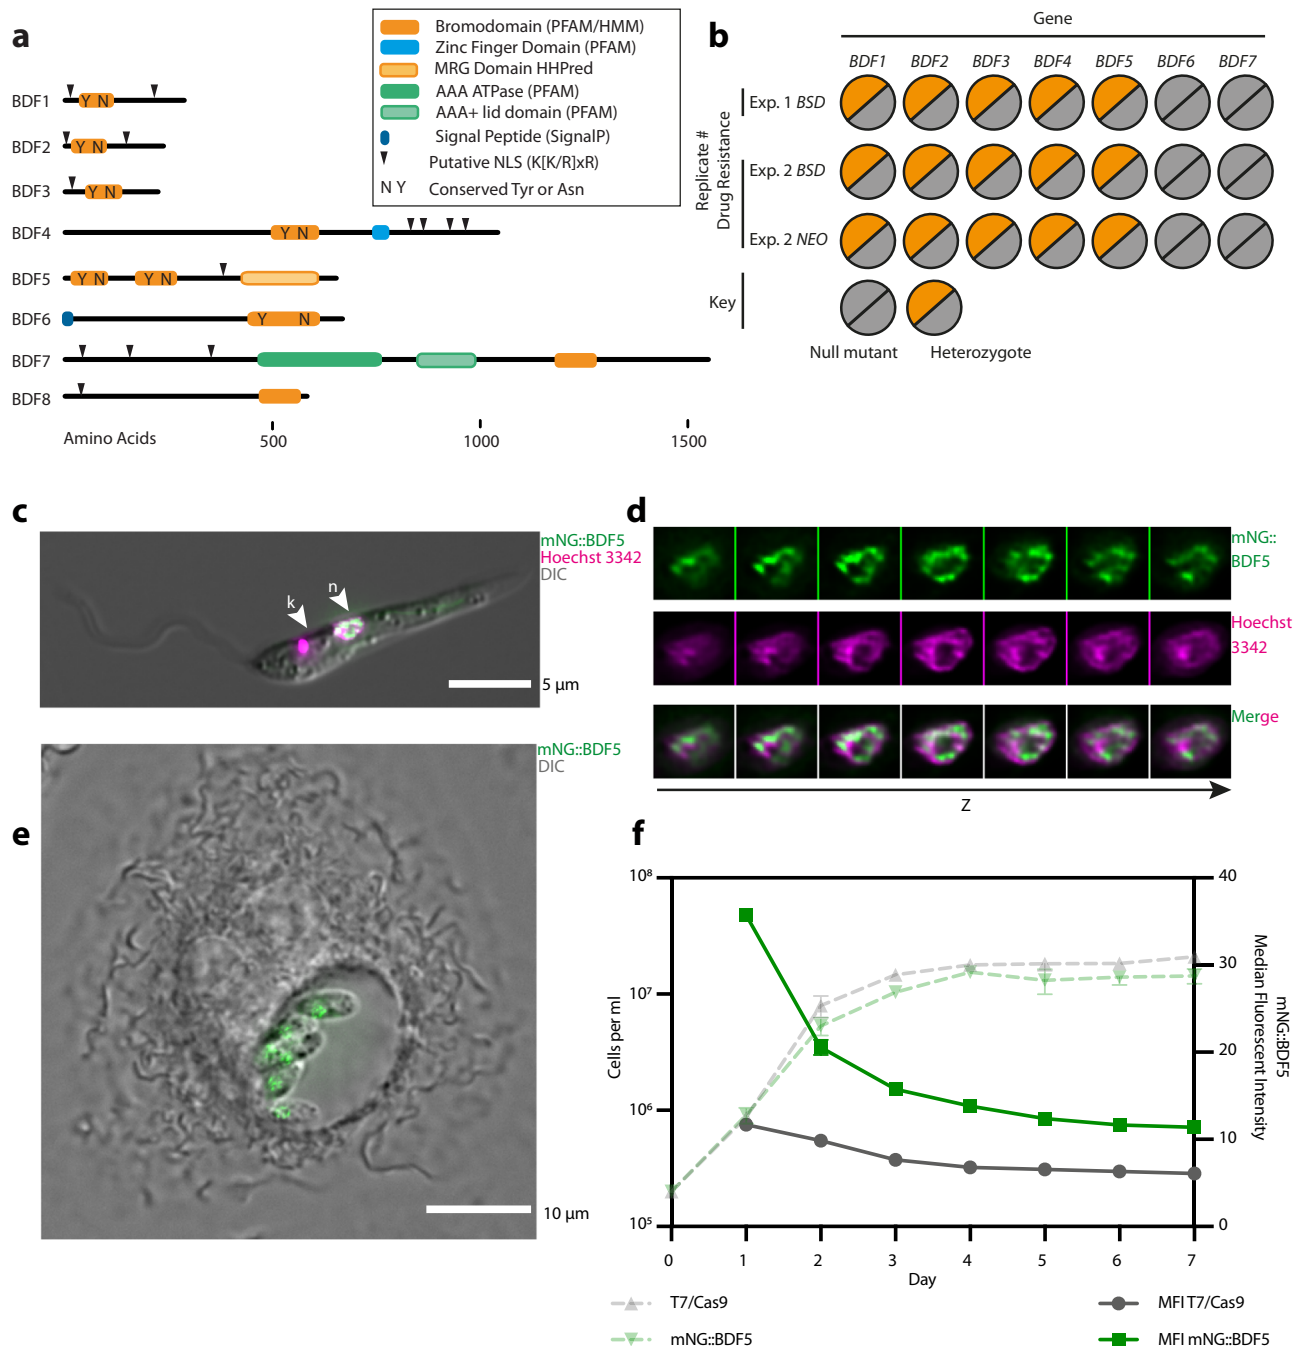 a
Bromodomain (PFAM/HMM)
Zinc Finger Domain (PFAM)
MRG Domain HHPred
AAA ATPase (PFAM)
AAA+ lid domain (PFAM)
Signal Peptide (SignalP)
Putative NLS (K[K/R]xR)
N Y Conserved Tyr or Asn
BDF1 Y N
BDF2 Y N
BDF3 Y N
BDF4 Y N
BDF5 Y N Y N
BDF6 Y N
BDF7
BDF8
Amino Acids 500 1000 1500
b
Gene
BDF1 BDF2 BDF3 BDF4 BDF5 BDF6 BDF7
Replicate #
Drug Resistance
Exp. 1 BSD
Exp. 2 BSD
Exp. 2 NEO
Key
Null mutant Heterozygote
c
mNG::BDF5
Hoechst 3342
DIC
k n
5 µm
d
mNG::
BDF5
Hoechst
3342
Merge
Z
e
mNG::BDF5
DIC
10 µm
f
10⁸
10⁷
10⁶
10⁵
Cells per ml
40
30
20
10
0
mNG::BDF5
Median Fluorescent Intensity
0 1 2 3 4 5 6 7
Day
T7/Cas9
mNG::BDF5
MFI T7/Cas9
MFI mNG::BDF5